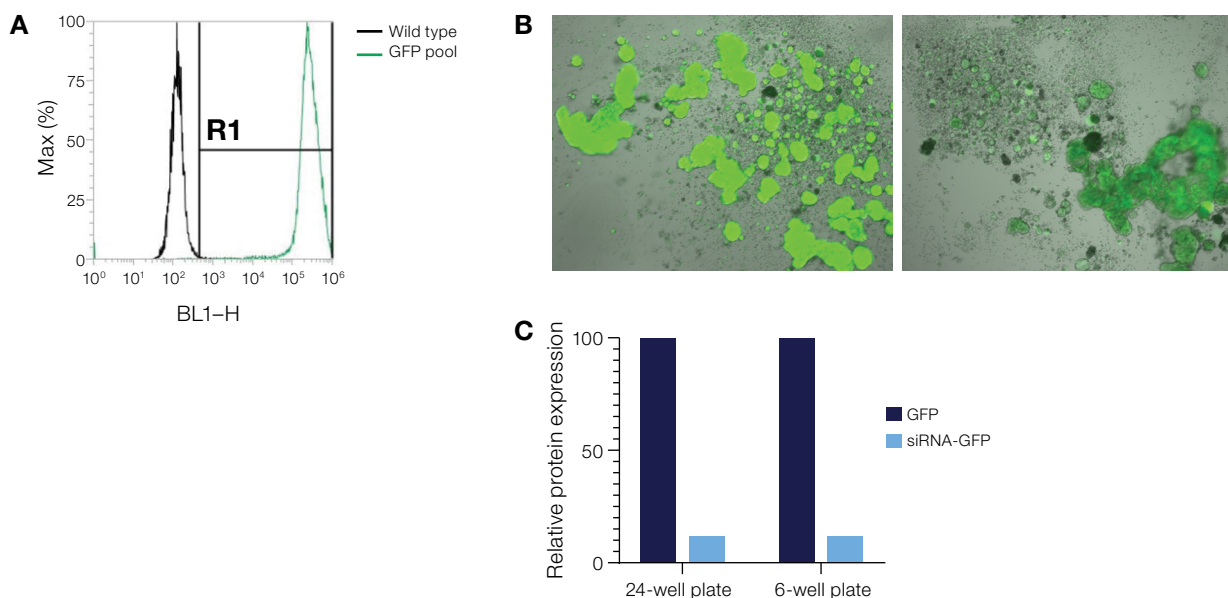 A
Max (%)
100
75
50
25
0
R1
10⁰ 10¹ 10² 10³ 10⁴ 10⁵ 10⁶
BL1–H
Wild type
GFP pool
B
C
Relative protein expression
100
50
0
24-well plate 6-well plate
GFP
siRNA-GFP